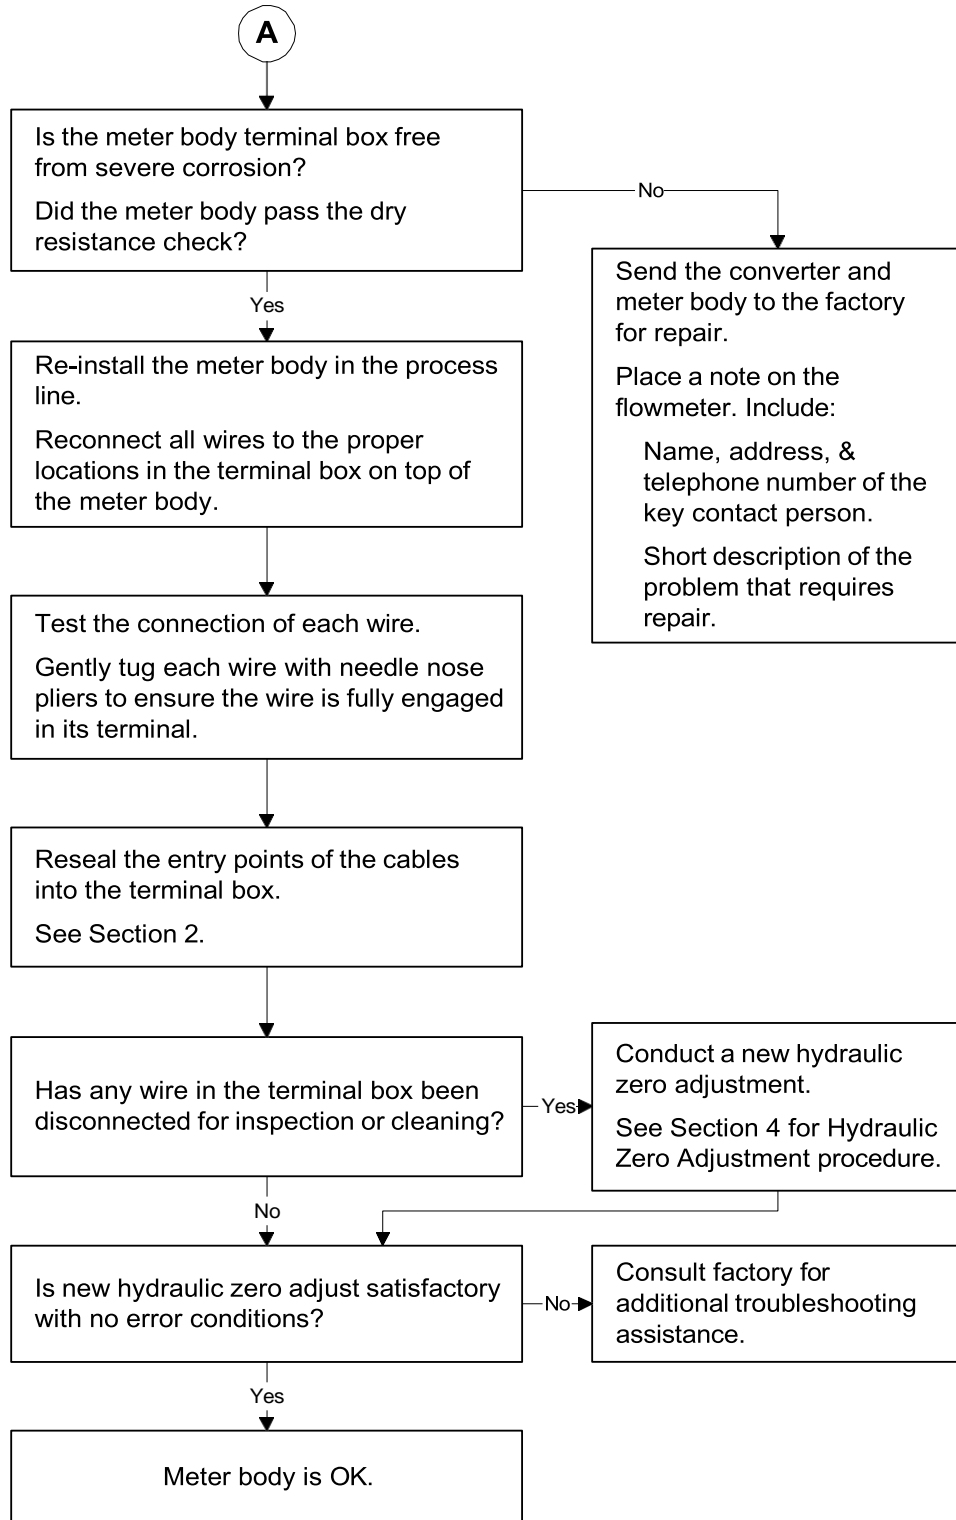 A
Is the meter body terminal box free
from severe corrosion?
Did the meter body pass the dry
resistance check?
No
Send the converter and
meter body to the factory
for repair.
Place a note on the
flowmeter. Include:
Name, address, &
telephone number of the
key contact person.
Short description of the
problem that requires
repair.
Yes
Re-install the meter body in the process
line.
Reconnect all wires to the proper
locations in the terminal box on top of
the meter body.
Test the connection of each wire.
Gently tug each wire with needle nose
pliers to ensure the wire is fully engaged
in its terminal.
Reseal the entry points of the cables
into the terminal box.
See Section 2.
Has any wire in the terminal box been
disconnected for inspection or cleaning?
Yes
Conduct a new hydraulic
zero adjustment.
See Section 4 for Hydraulic
Zero Adjustment procedure.
No
Is new hydraulic zero adjust satisfactory
with no error conditions?
No
Consult factory for
additional troubleshooting
assistance.
Yes
Meter body is OK.